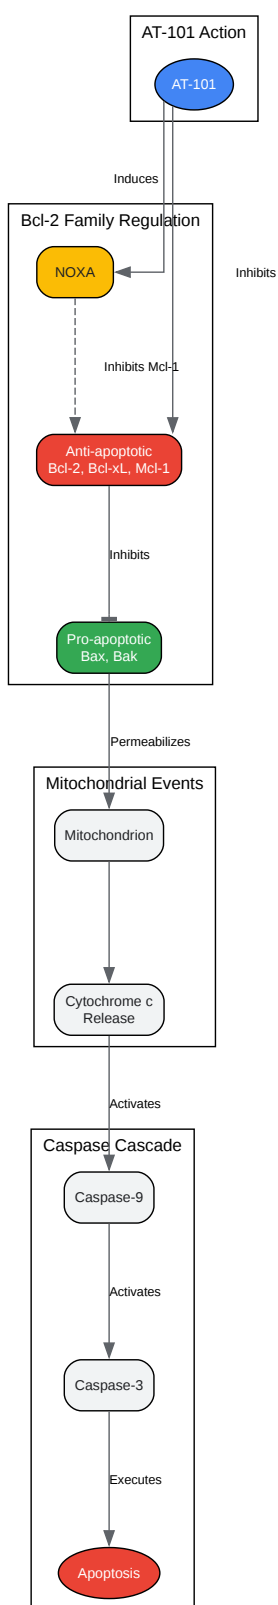 AT-101 Action
AT-101
Induces
Bcl-2 Family Regulation
NOXA
Inhibits
Inhibits Mcl-1
Anti-apoptotic
Bcl-2, Bcl-xL, Mcl-1
Inhibits
Pro-apoptotic
Bax, Bak
Permeabilizes
Mitochondrial Events
Mitochondrion
Cytochrome c
Release
Activates
Caspase Cascade
Caspase-9
Activates
Caspase-3
Executes
Apoptosis